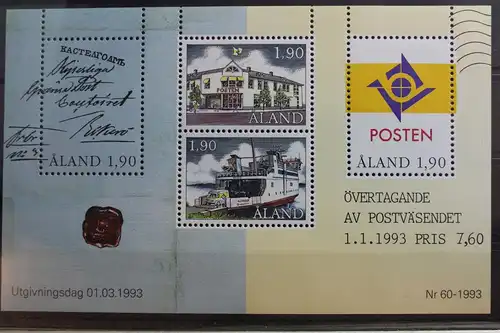 КАСТЕЛГОЛМЪ
ÅLAND 1,90
1,90
POSTEN
ÅLAND
1,90
ÅLAND
POSTEN
ÅLAND 1,90
ÖVERTAGANDE
AV POSTVÄSENDET
1.1.1993 PRIS 7,60
Utgivningsdag 01.03.1993
Nr 60-1993